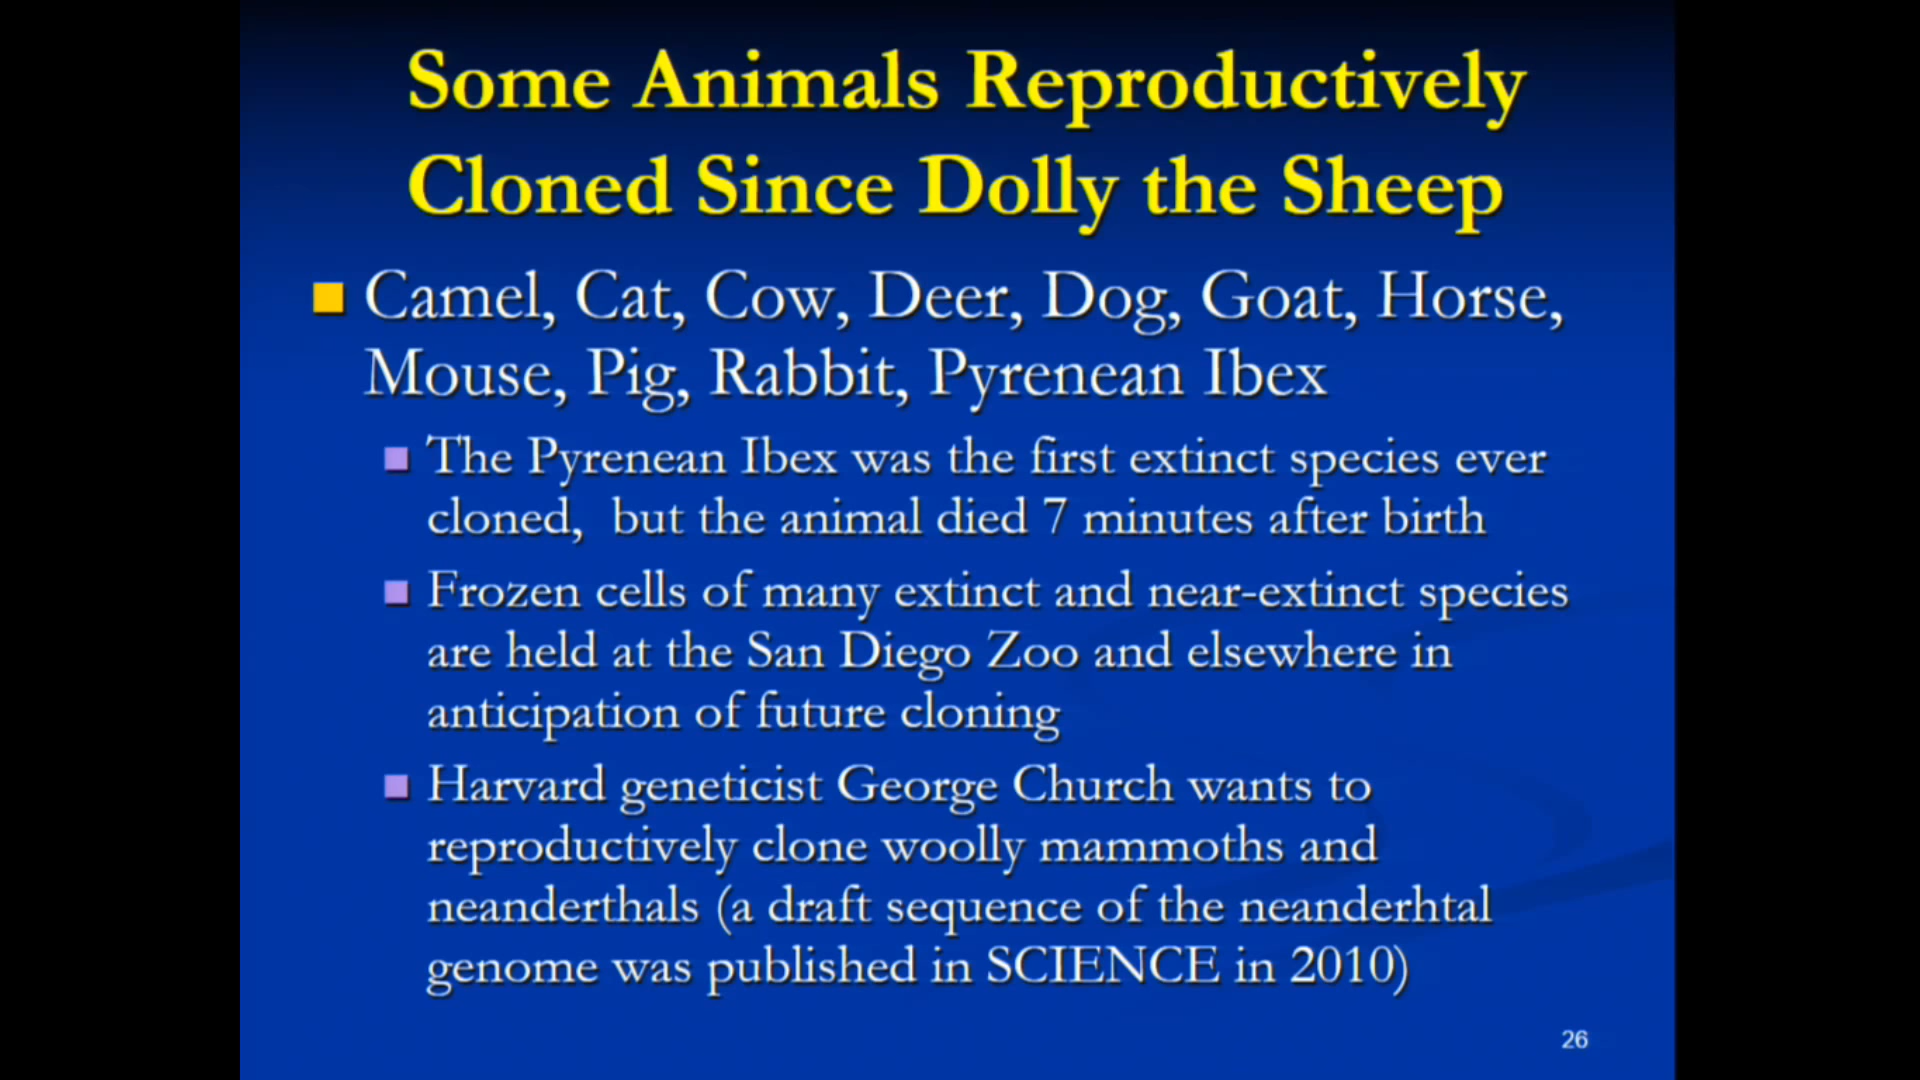 Some Animals Reproductively
Cloned Since Dolly the Sheep
Camel, Cat, Cow, Deer, Dog, Goat, Horse,
Mouse, Pig, Rabbit, Pyrenean Ibex
The Pyrenean Ibex was the first extinct species ever
cloned, but the animal died 7 minutes after birth
Frozen cells of many extinct and near-extinct species
are held at the San Diego Zoo and elsewhere in
anticipation of future cloning
Harvard geneticist George Church wants to
reproductively clone woolly mammoths and
neanderthals (a draft sequence of the neanderhtal
genome was published in SCIENCE in 2010)
26